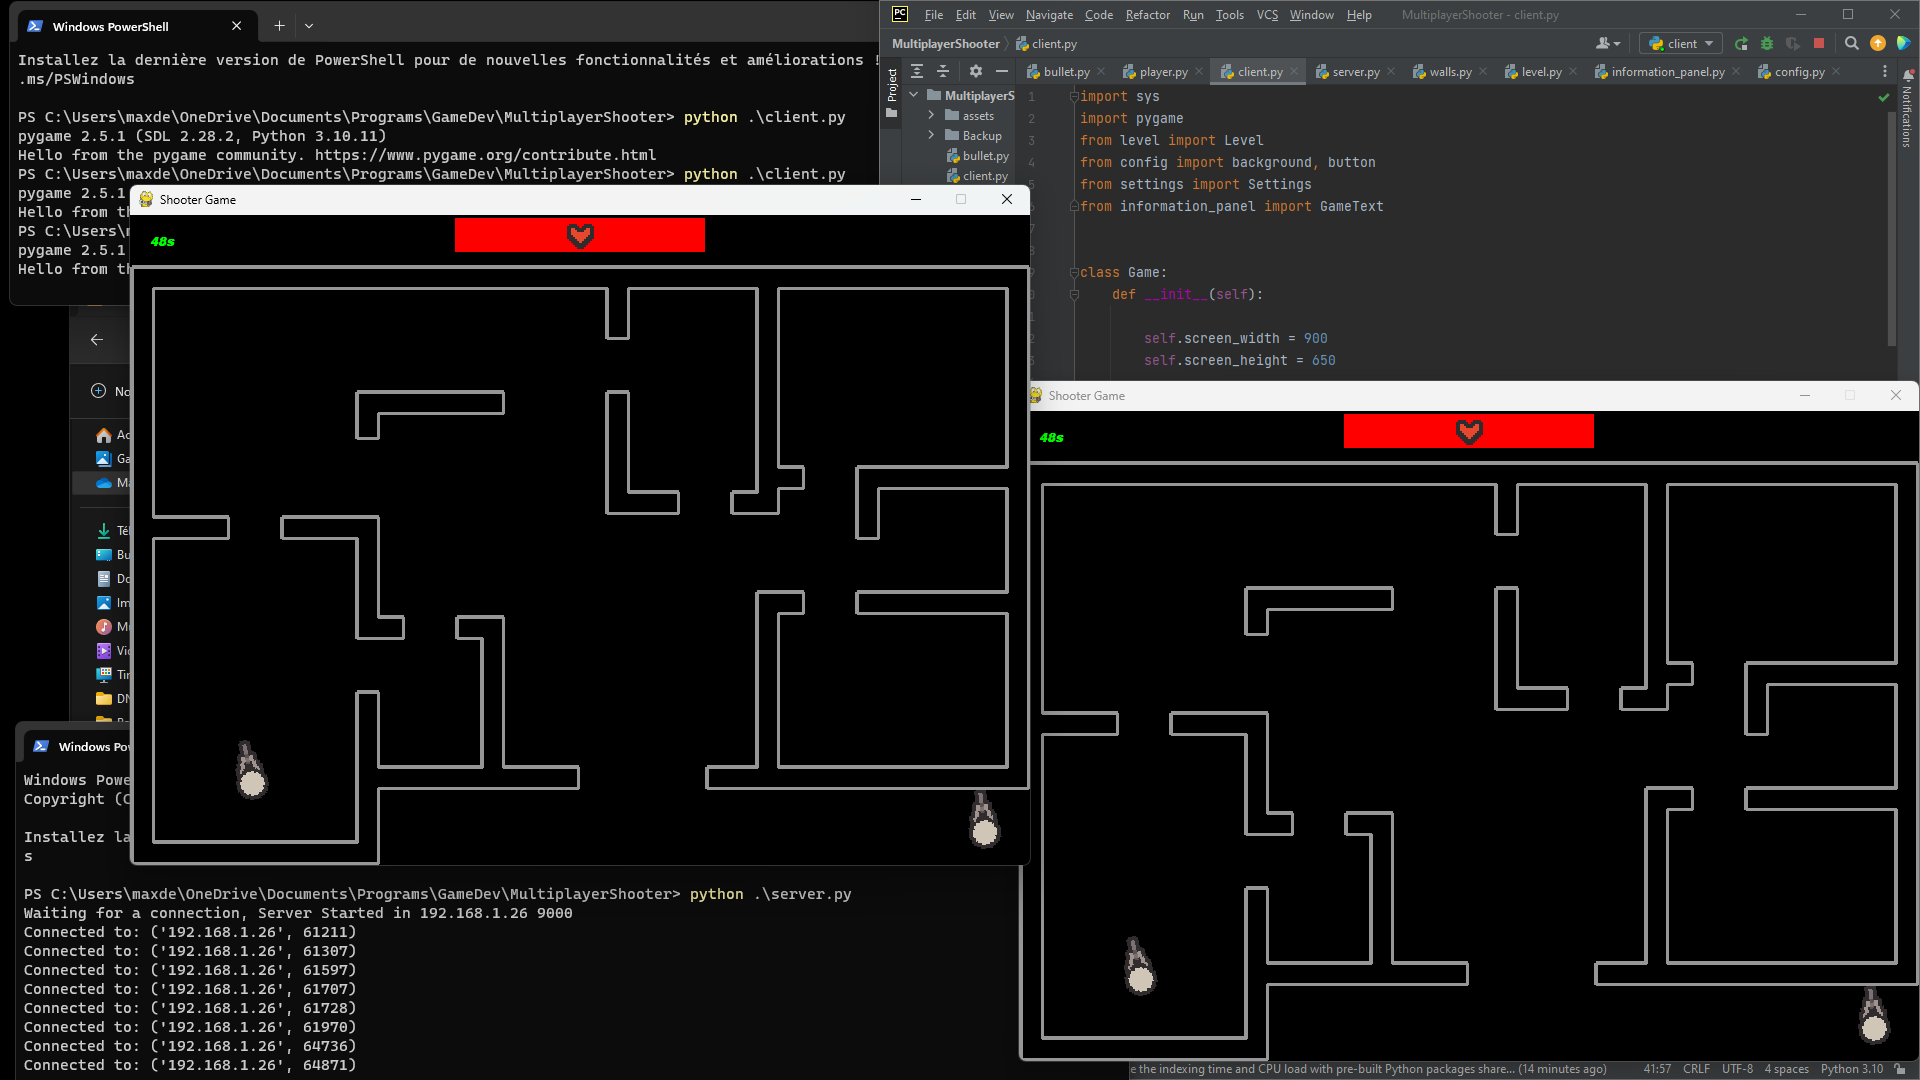 Windows PowerShell
Installez la dernière version de PowerShell pour de nouvelles fonctionnalités et améliorations !
.ms/PSWindows
PS C:\Users\maxde\OneDrive\Documents\Programs\GameDev\MultiplayerShooter> python .\client.py
pygame 2.5.1 (SDL 2.28.2, Python 3.10.11)
Hello from the pygame community. https://www.pygame.org/contribute.html
PS C:\Users\maxde\OneDrive\Documents\Programs\GameDev\MultiplayerShooter> python .\client.py
pygame 2.5.1
Hello from th
PS C:\Users\m
pygame 2.5.1
Hello from th
PC File Edit View Navigate Code Refactor Run Tools VCS Window Help MultiplayerShooter - client.py
MultiplayerShooter client.py client
Project
bullet.py player.py client.py server.py walls.py level.py information_panel.py config.py
Notifications
MultiplayerS
assets
Backup
bullet.py
client.py
1 import sys
2 import pygame
3 from level import Level
4 from config import background, button
5 from settings import Settings
from information_panel import GameText
class Game:
def __init__(self):
self.screen_width = 900
self.screen_height = 650
Shooter Game
48s
Shooter Game
48s
No
Ac
Ga
Ma
Tél
Bu
Do
Im
Mu
Vid
Tir
DN
Windows Pow
Windows Powe
Copyright (C
Installez la
s
PS C:\Users\maxde\OneDrive\Documents\Programs\GameDev\MultiplayerShooter> python .\server.py
Waiting for a connection, Server Started in 192.168.1.26 9000
Connected to: ('192.168.1.26', 61211)
Connected to: ('192.168.1.26', 61307)
Connected to: ('192.168.1.26', 61597)
Connected to: ('192.168.1.26', 61707)
Connected to: ('192.168.1.26', 61728)
Connected to: ('192.168.1.26', 61970)
Connected to: ('192.168.1.26', 64736)
Connected to: ('192.168.1.26', 64871)
e the indexing time and CPU load with pre-built Python packages share... (14 minutes ago) 41:57 CRLF UTF-8 4 spaces Python 3.10